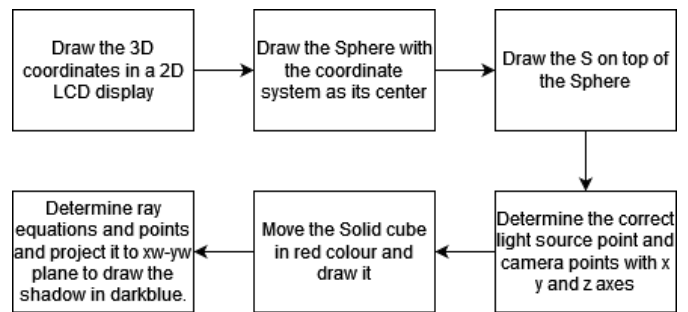 Draw the 3D
coordinates in a 2D
LCD display
Draw the Sphere with
the coordinate
system as its center
Draw the S on top of
the Sphere
Determine the correct
light source point and
camera points with x
y and z axes
Move the Solid cube
in red colour and
draw it
Determine ray
equations and points
and project it to xw-yw
plane to draw the
shadow in darkblue.